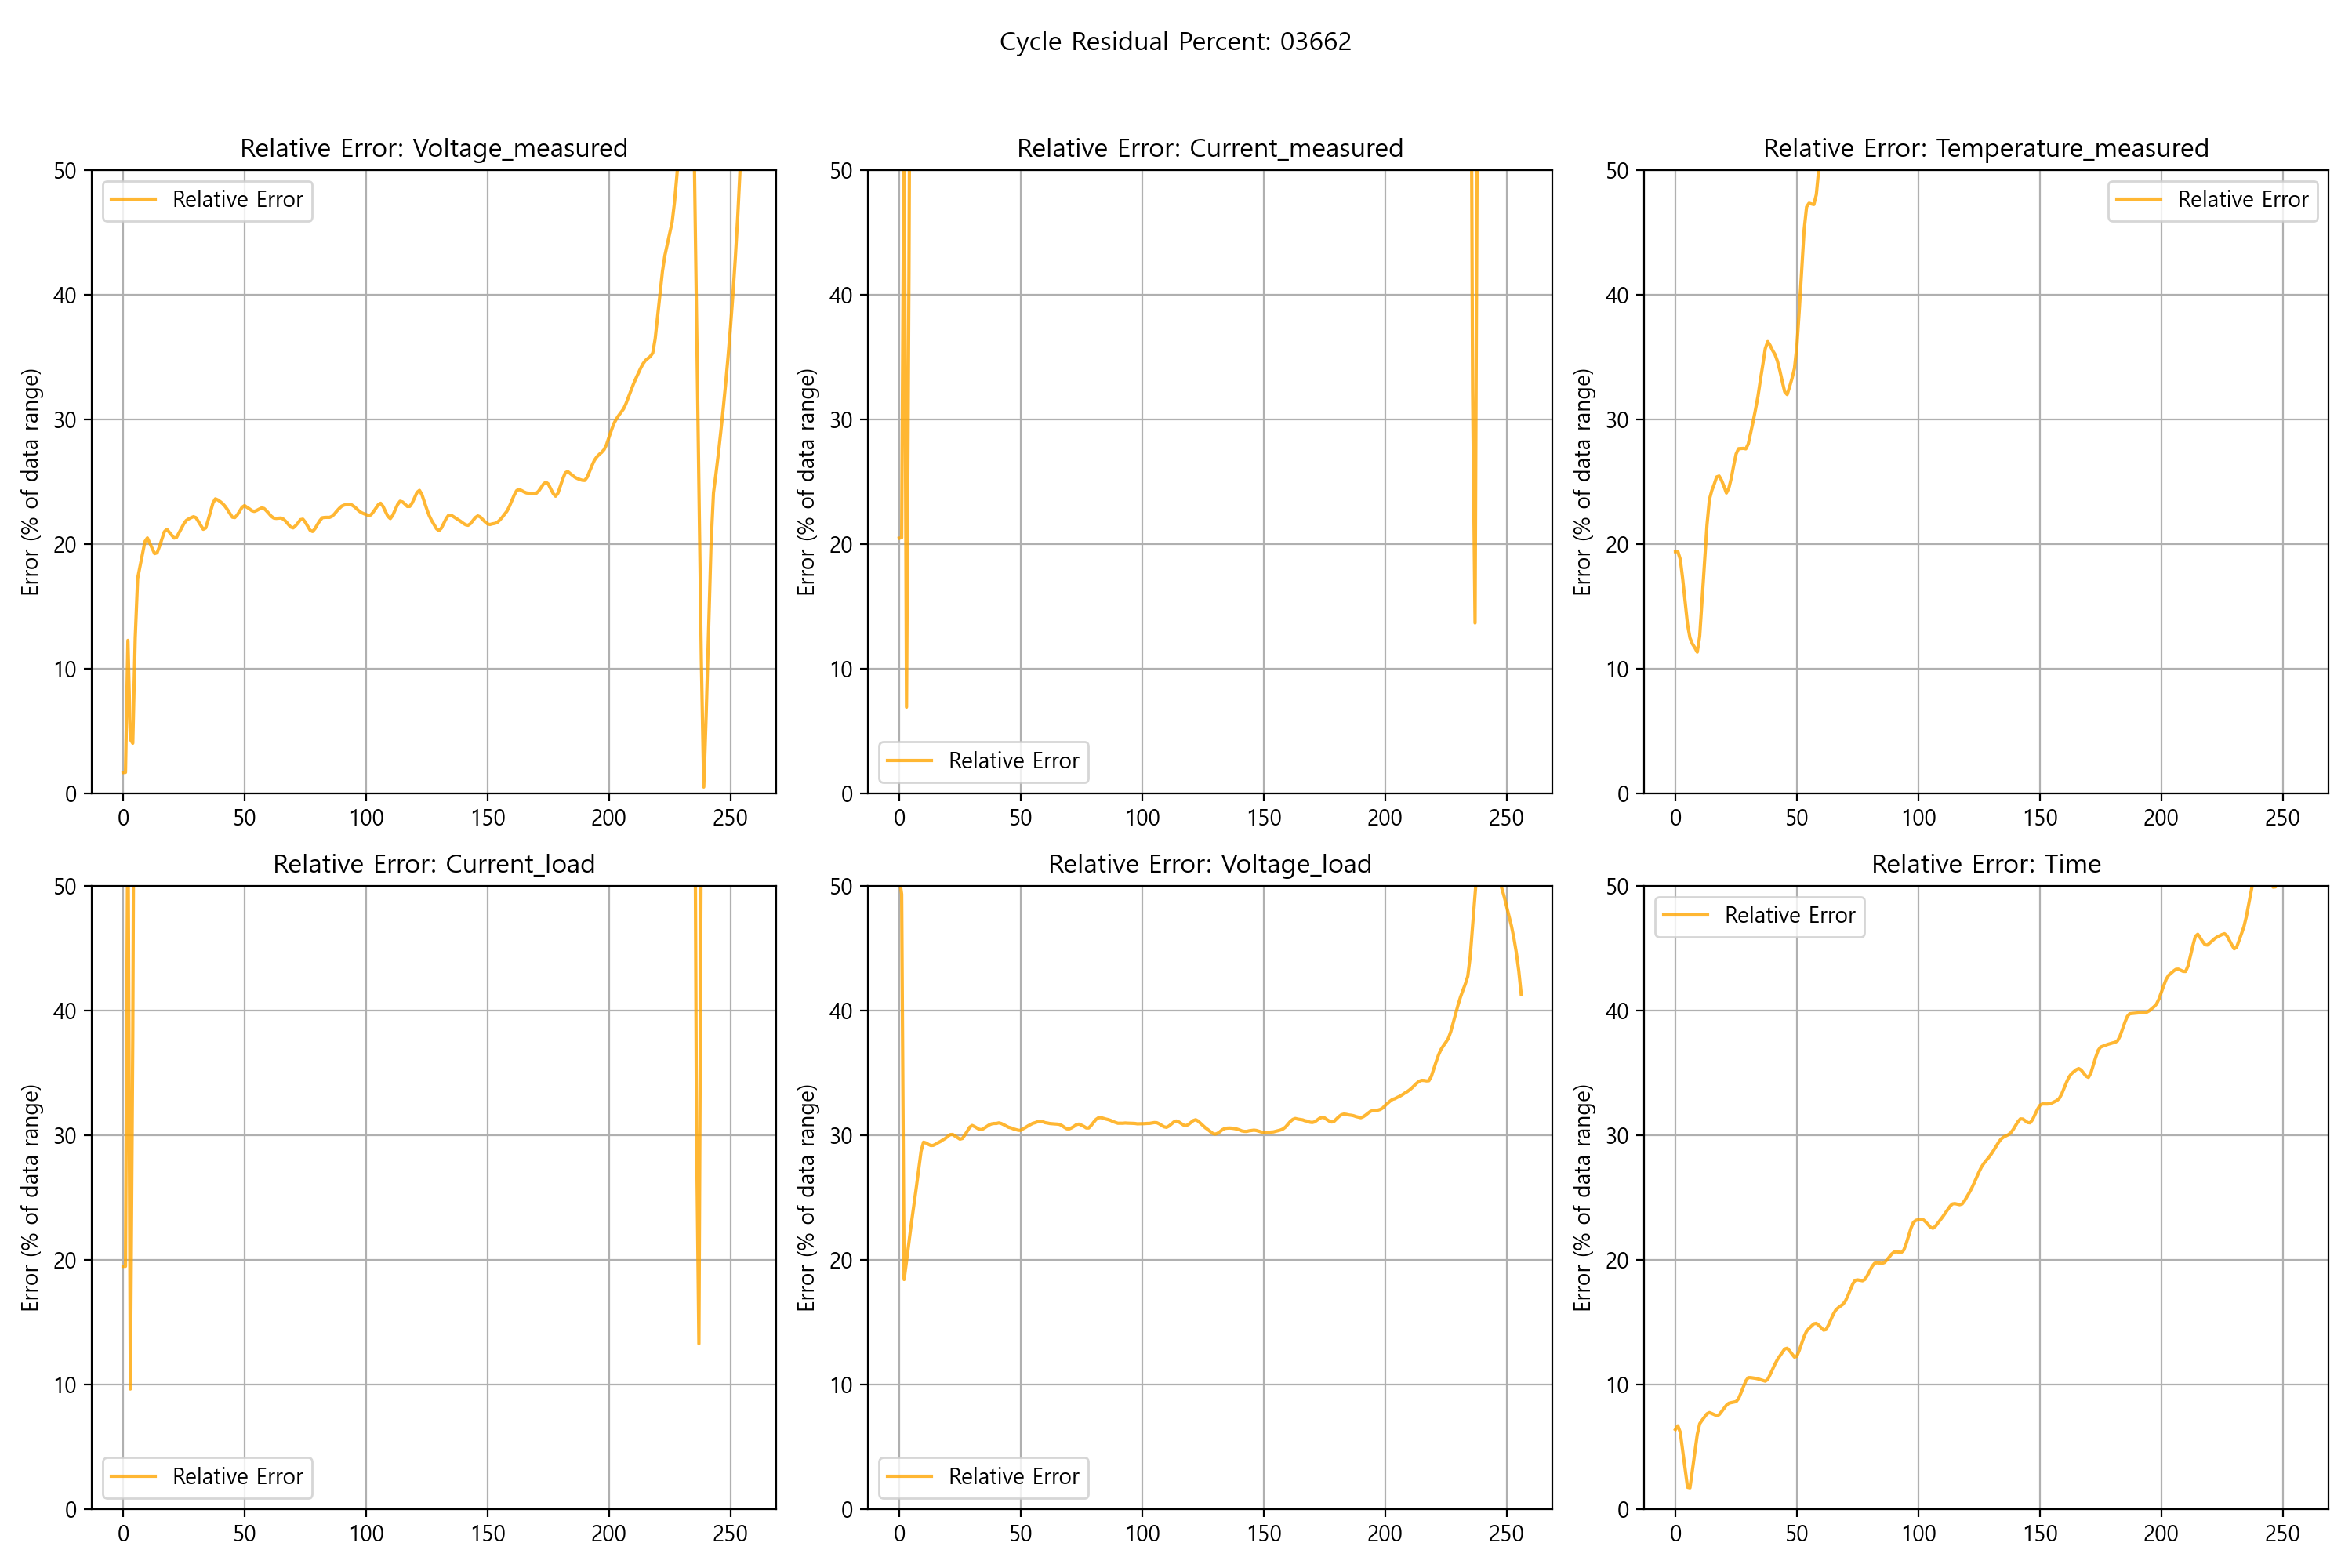 Cycle Residual Percent: 03662
Relative Error: Voltage_measured
Error (% of data range)
50
40
30
20
10
0
0 50 100 150 200 250
Relative Error
Relative Error: Current_measured
Error (% of data range)
50
40
30
20
10
0
0 50 100 150 200 250
Relative Error
Relative Error: Temperature_measured
Error (% of data range)
50
40
30
20
10
0
0 50 100 150 200 250
Relative Error
Relative Error: Current_load
Error (% of data range)
50
40
30
20
10
0
0 50 100 150 200 250
Relative Error
Relative Error: Voltage_load
Error (% of data range)
50
40
30
20
10
0
0 50 100 150 200 250
Relative Error
Relative Error: Time
Error (% of data range)
50
40
30
20
10
0
0 50 100 150 200 250
Relative Error